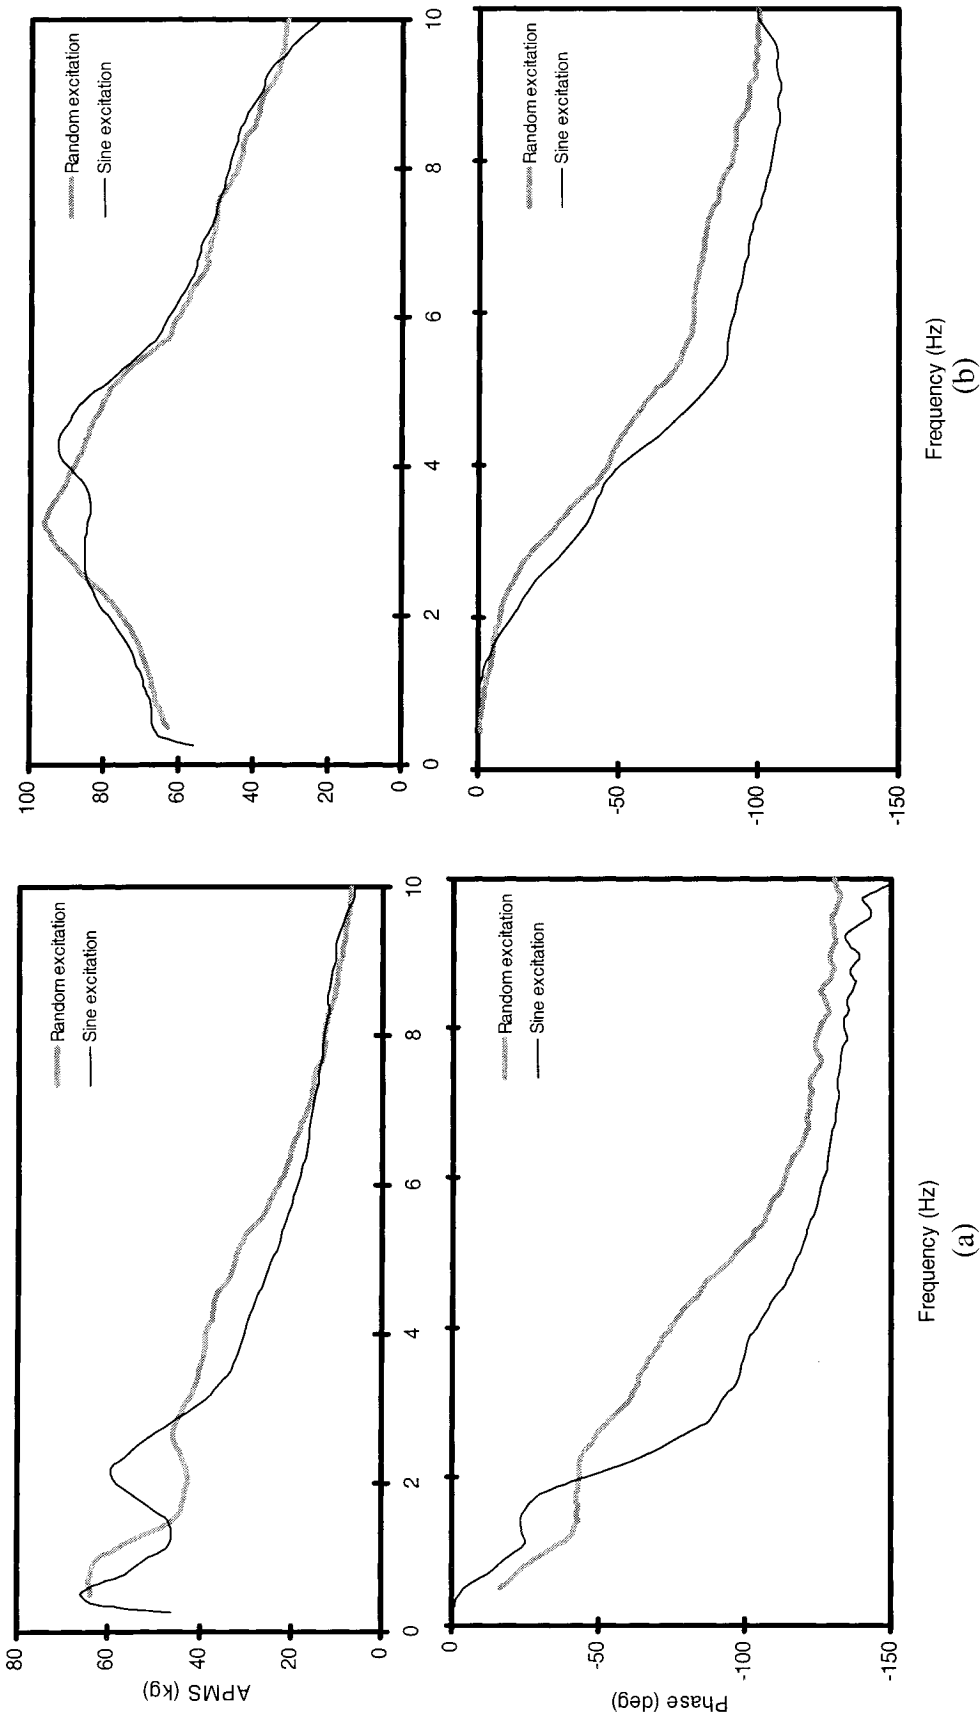 80
60
40
20
0
APMS (kg)
Random excitation
Sine excitation
0
2
4
6
8
10
0
-50
-100
-150
Phase (deg)
Random excitation
Sine excitation
Frequency (Hz)
(a)
100
80
60
40
20
0
Random excitation
Sine excitation
0
2
4
6
8
10
0
-50
-100
-150
Random excitation
Sine excitation
Frequency (Hz)
(b)